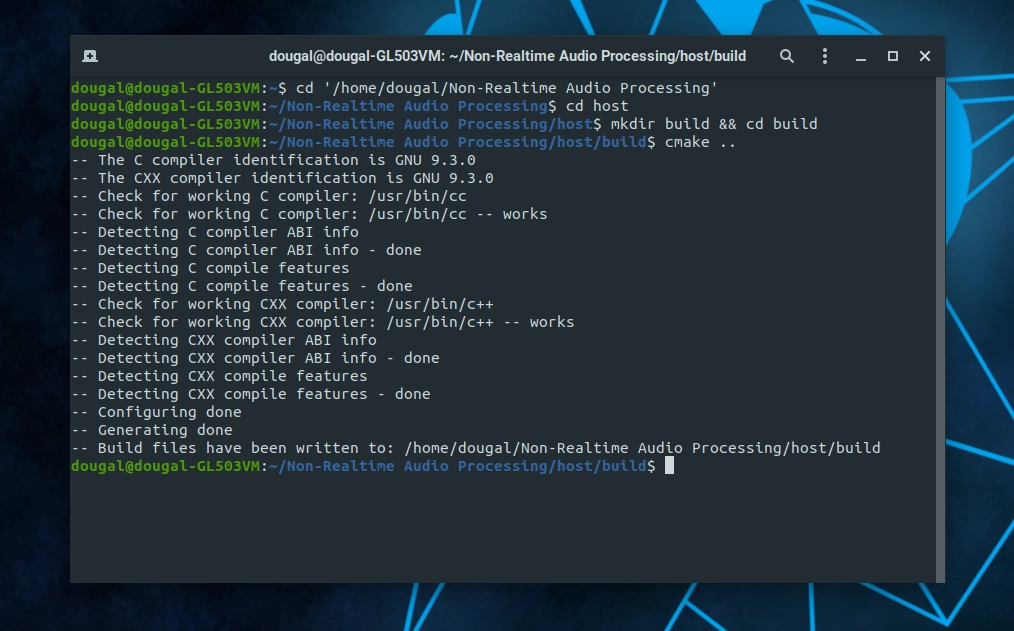 dougal@dougal-GL503VM: ~/Non-Realtime Audio Processing/host/build
dougal@dougal-GL503VM:~$ cd '/home/dougal/Non-Realtime Audio Processing'
dougal@dougal-GL503VM:~/Non-Realtime Audio Processing$ cd host
dougal@dougal-GL503VM:~/Non-Realtime Audio Processing/host$ mkdir build && cd build
dougal@dougal-GL503VM:~/Non-Realtime Audio Processing/host/build$ cmake ..
-- The C compiler identification is GNU 9.3.0
-- The CXX compiler identification is GNU 9.3.0
-- Check for working C compiler: /usr/bin/cc
-- Check for working C compiler: /usr/bin/cc -- works
-- Detecting C compiler ABI info
-- Detecting C compiler ABI info - done
-- Detecting C compile features
-- Detecting C compile features - done
-- Check for working CXX compiler: /usr/bin/c++
-- Check for working CXX compiler: /usr/bin/c++ -- works
-- Detecting CXX compiler ABI info
-- Detecting CXX compiler ABI info - done
-- Detecting CXX compile features
-- Detecting CXX compile features - done
-- Configuring done
-- Generating done
-- Build files have been written to: /home/dougal/Non-Realtime Audio Processing/host/build
dougal@dougal-GL503VM:~/Non-Realtime Audio Processing/host/build$